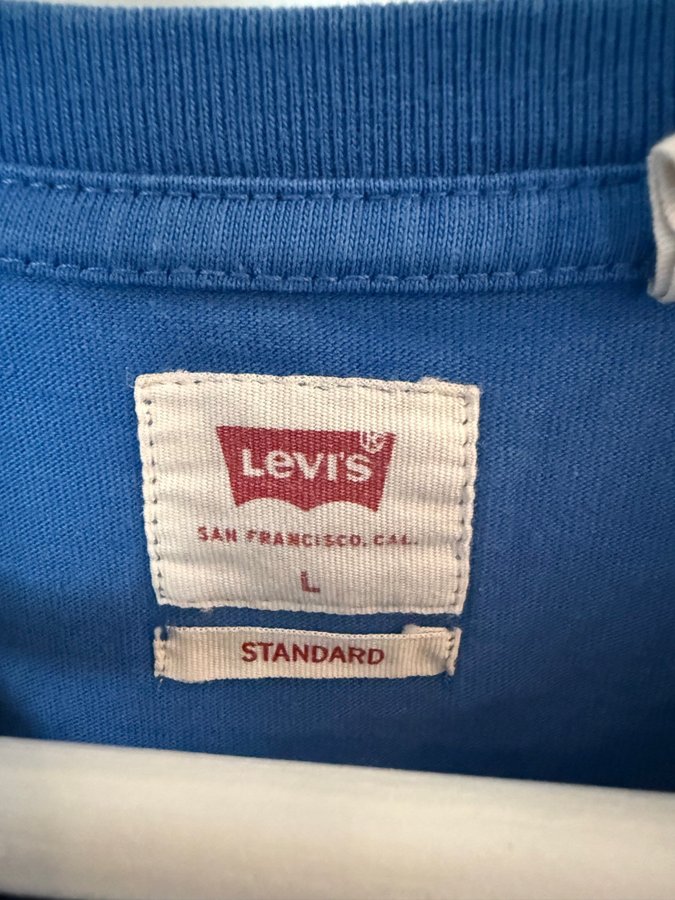 Levi's ®
SAN FRANCISCO, CAL.
L
STANDARD